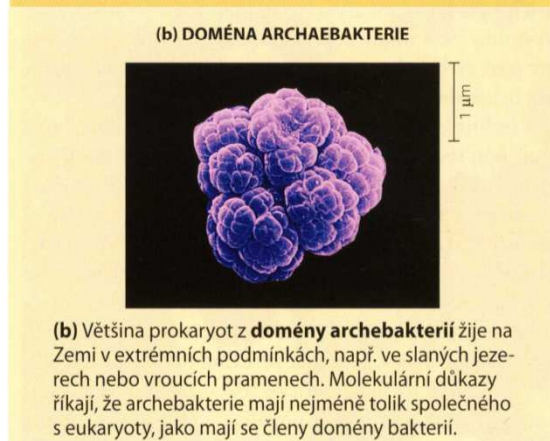 (b) DOMÉNA ARCHAEBAKTERIE
1 µm
(b) Většina prokaryot z domény archebakterií žije na
Zemi v extrémních podmínkách, např. ve slaných jeze-
rech nebo vroucích pramenech. Molekulární důkazy
říkají, že archebakterie mají nejméně tolik společného
s eukaryoty, jako mají se členy domény bakterií.